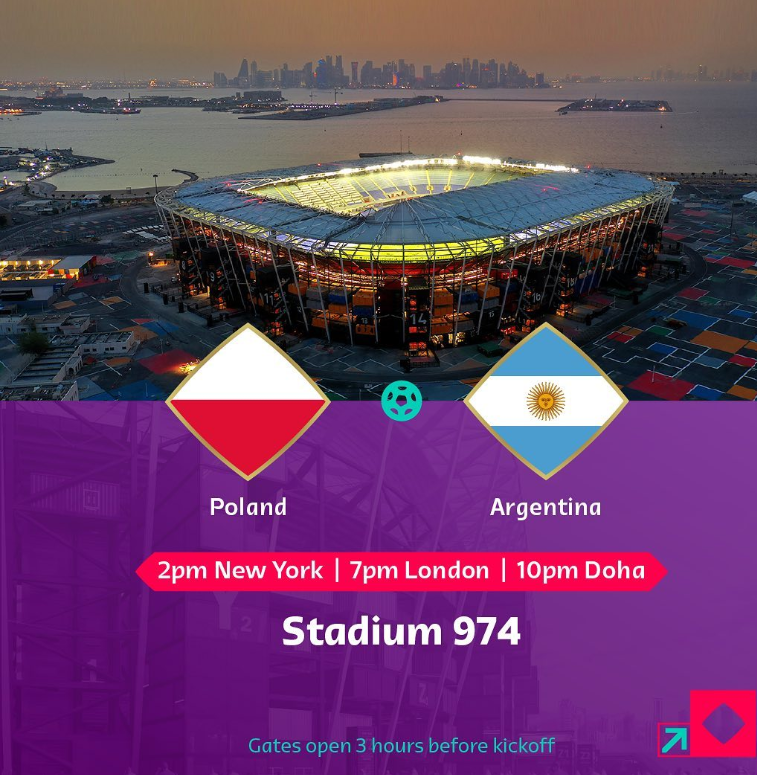 Poland
Argentina
2pm New York | 7pm London | 10pm Doha
Stadium 974
Gates open 3 hours before kickoff